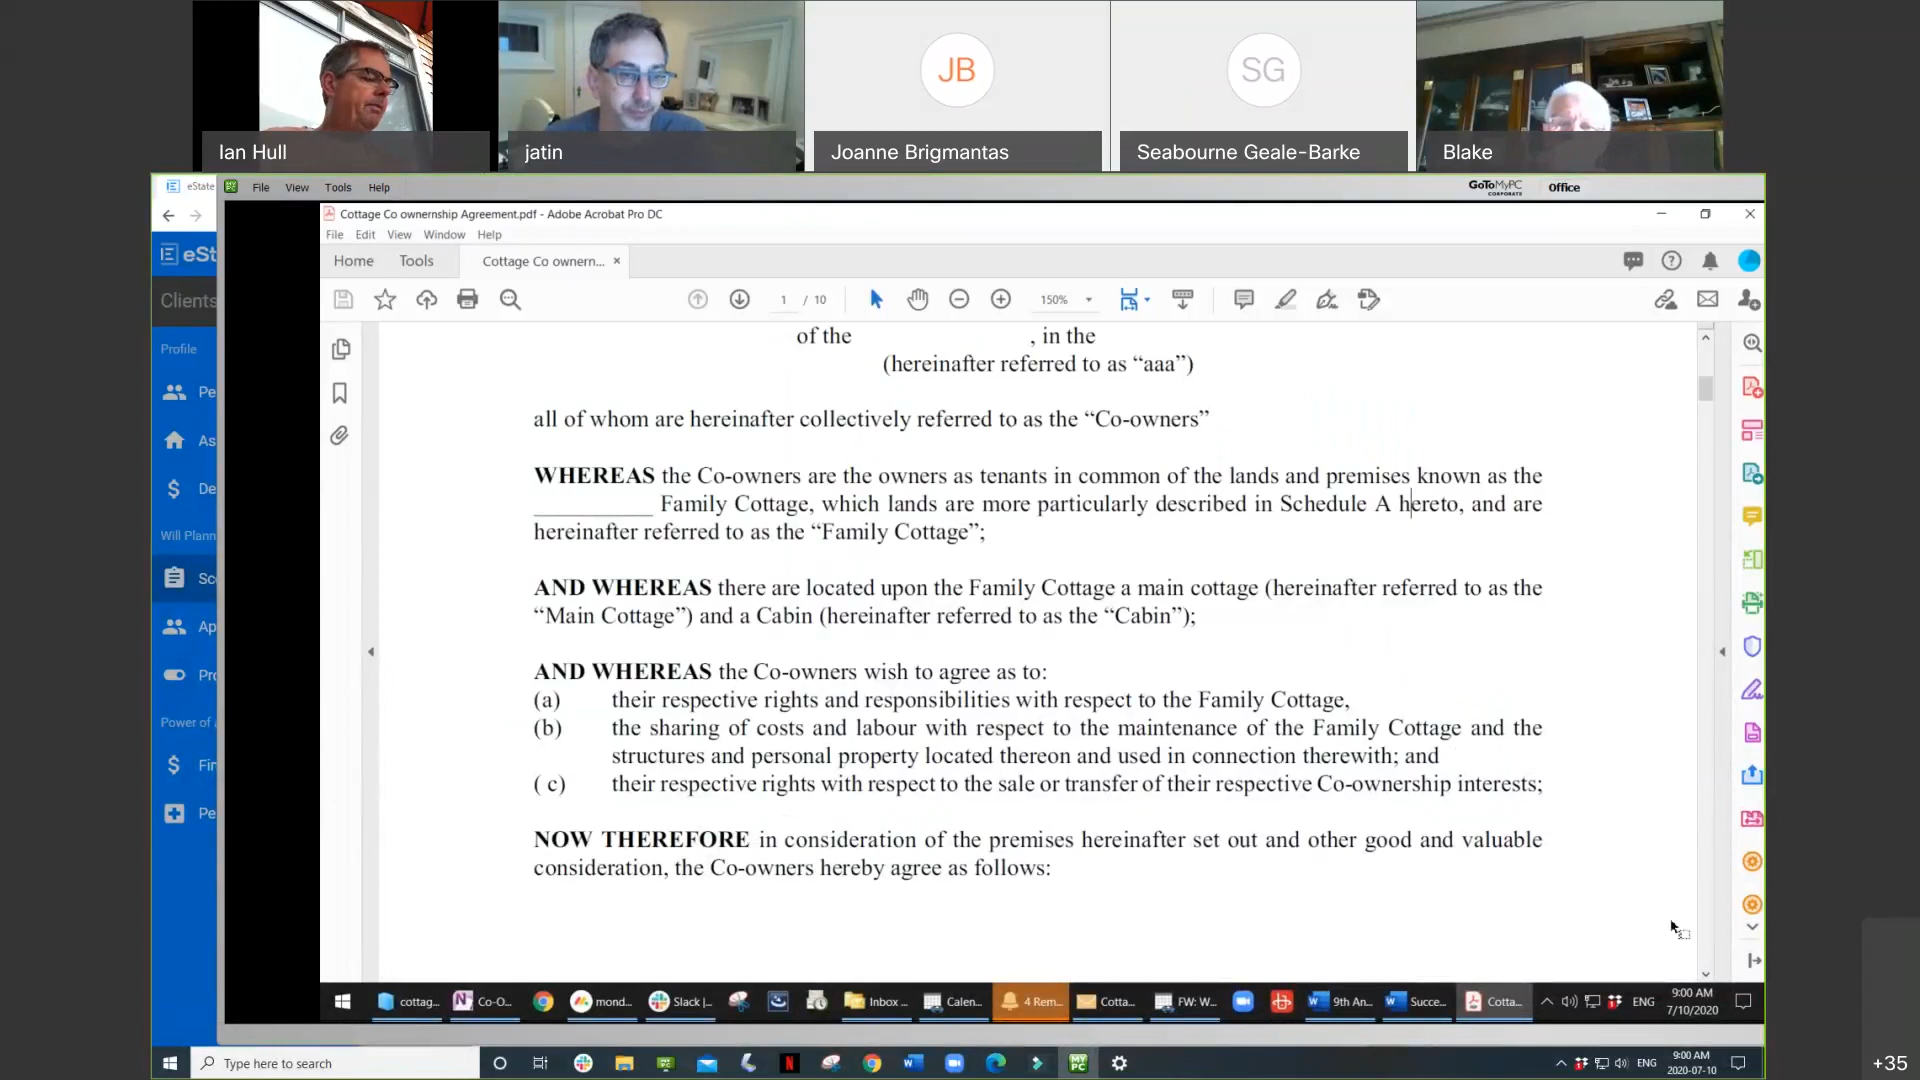 JB
SG
Ian Hull
jatin
Joanne Brigmantas
Seabourne Geale-Barke
Blake
eState
File View Tools Help
GoToMyPC
CORPORATE
Office
Cottage Co ownership Agreement.pdf - Adobe Acrobat Pro DC
File Edit View Window Help
eSt
Home Tools Cottage Co ownern... ×
Clients
1 / 10
150%
Profile
Pe
As
De
Will Plann
Sc
Ap
Pro
Power of
Fin
Pe
of the , in the
(hereinafter referred to as “aaa”)
all of whom are hereinafter collectively referred to as the “Co-owners”
WHEREAS the Co-owners are the owners as tenants in common of the lands and premises known as the
__________ Family Cottage, which lands are more particularly described in Schedule A hereto, and are
hereinafter referred to as the “Family Cottage”;
AND WHEREAS there are located upon the Family Cottage a main cottage (hereinafter referred to as the
“Main Cottage”) and a Cabin (hereinafter referred to as the “Cabin”);
AND WHEREAS the Co-owners wish to agree as to:
(a) their respective rights and responsibilities with respect to the Family Cottage,
(b) the sharing of costs and labour with respect to the maintenance of the Family Cottage and the
structures and personal property located thereon and used in connection therewith; and
( c) their respective rights with respect to the sale or transfer of their respective Co-ownership interests;
NOW THEREFORE in consideration of the premises hereinafter set out and other good and valuable
consideration, the Co-owners hereby agree as follows:
cottag... Co-O... mond... Slack |... Inbox ... Calen... 4 Rem... Cotta... FW: W... 9th An... Succe... Cotta... ENG
9:00 AM
7/10/2020
Type here to search
ENG
9:00 AM
2020-07-10
+35